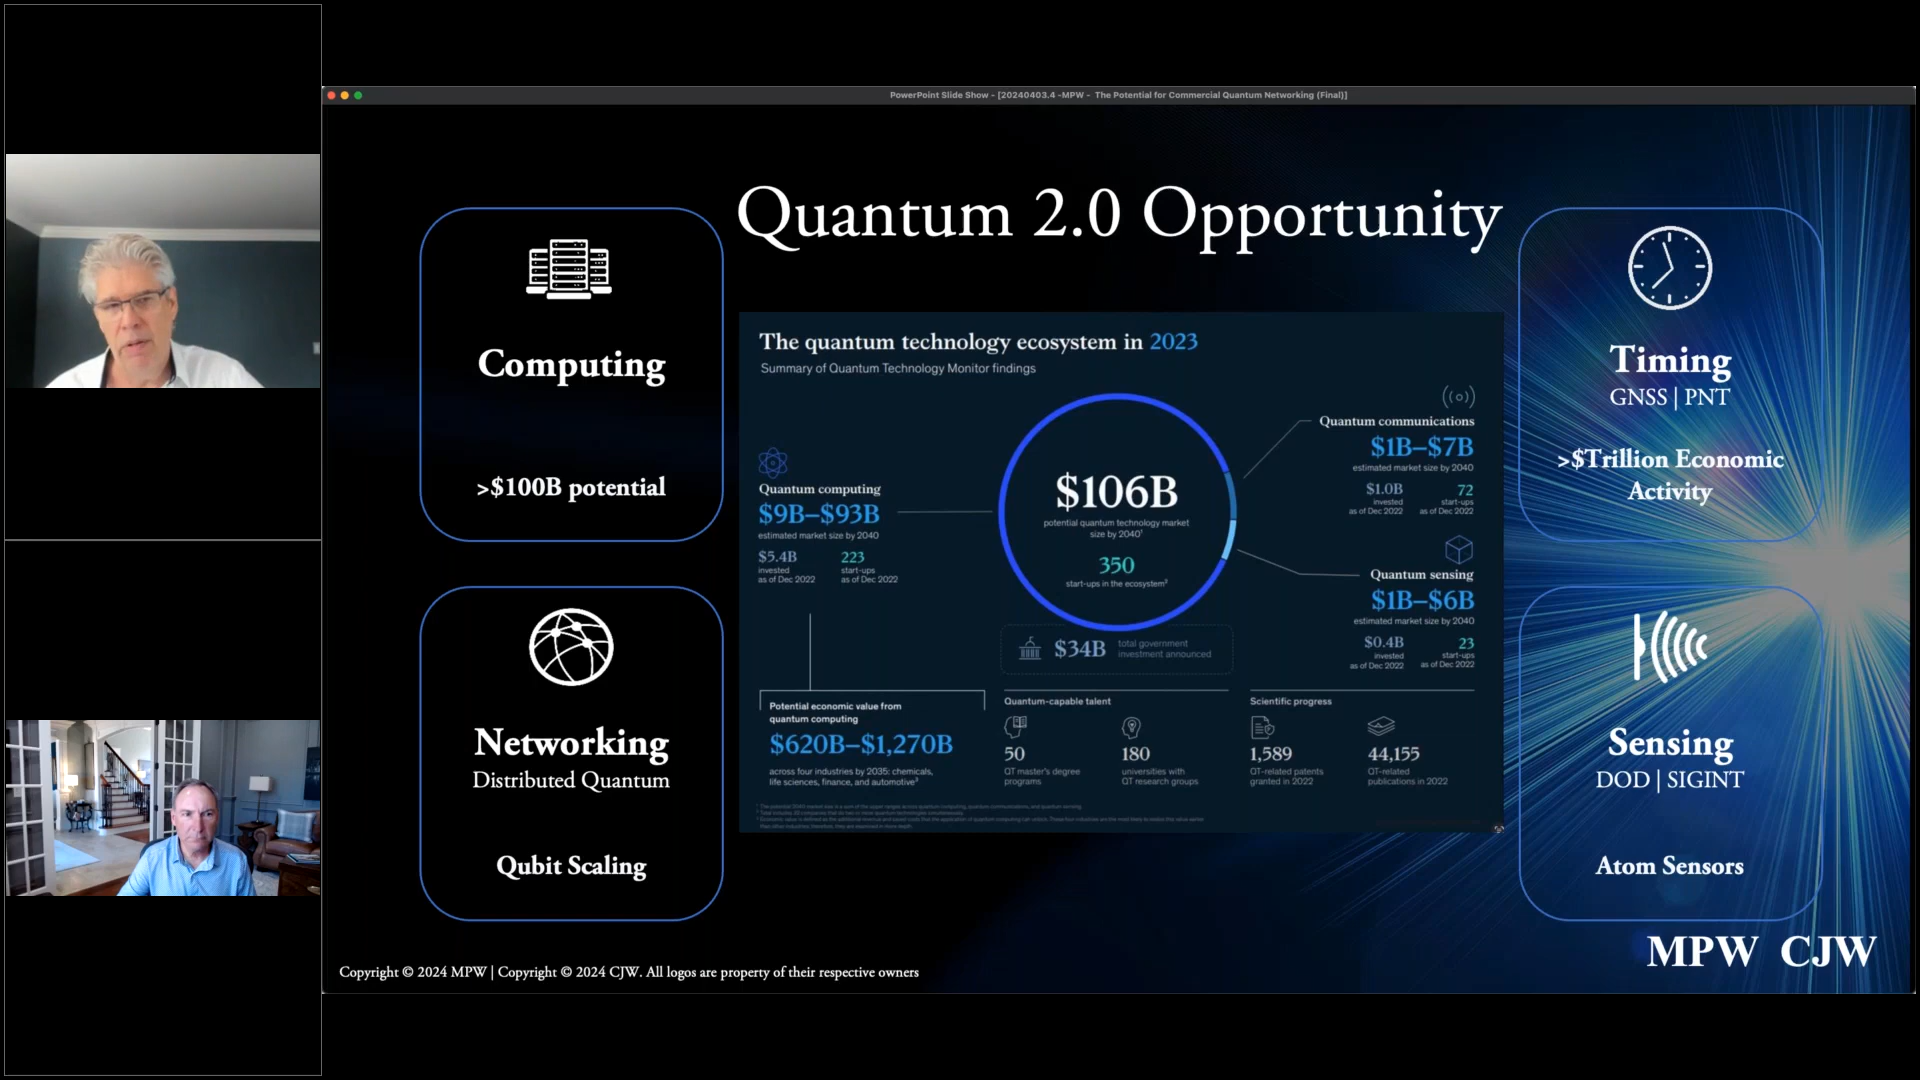 PowerPoint Slide Show - [20240403.4 -MPW - The Potential for Commercial Quantum Networking (Final)]
Quantum 2.0 Opportunity
Computing
>$100B potential
Networking
Distributed Quantum
Qubit Scaling
The quantum technology ecosystem in 2023
Summary of Quantum Technology Monitor findings
Quantum computing
$9B–$93B
estimated market size by 2040
$5.4B
invested
as of Dec 2022
223
start-ups
as of Dec 2022
$106B
potential quantum technology market
size by 2040¹
350
start-ups in the ecosystem²
$34B
total government
investment announced
Quantum communications
$1B–$7B
estimated market size by 2040
$1.0B
invested
as of Dec 2022
72
start-ups
as of Dec 2022
Quantum sensing
$1B–$6B
estimated market size by 2040
$0.4B
invested
as of Dec 2022
23
start-ups
as of Dec 2022
Potential economic value from
quantum computing
$620B–$1,270B
across four industries by 2035: chemicals,
life sciences, finance, and automotive³
Quantum-capable talent
50
QT master's degree
programs
180
universities with
QT research groups
Scientific progress
1,589
QT-related patents
granted in 2022
44,155
QT-related
publications in 2022
Timing
GNSS | PNT
>$Trillion Economic
Activity
Sensing
DOD | SIGINT
Atom Sensors
MPW CJW
Copyright © 2024 MPW | Copyright © 2024 CJW. All logos are property of their respective owners